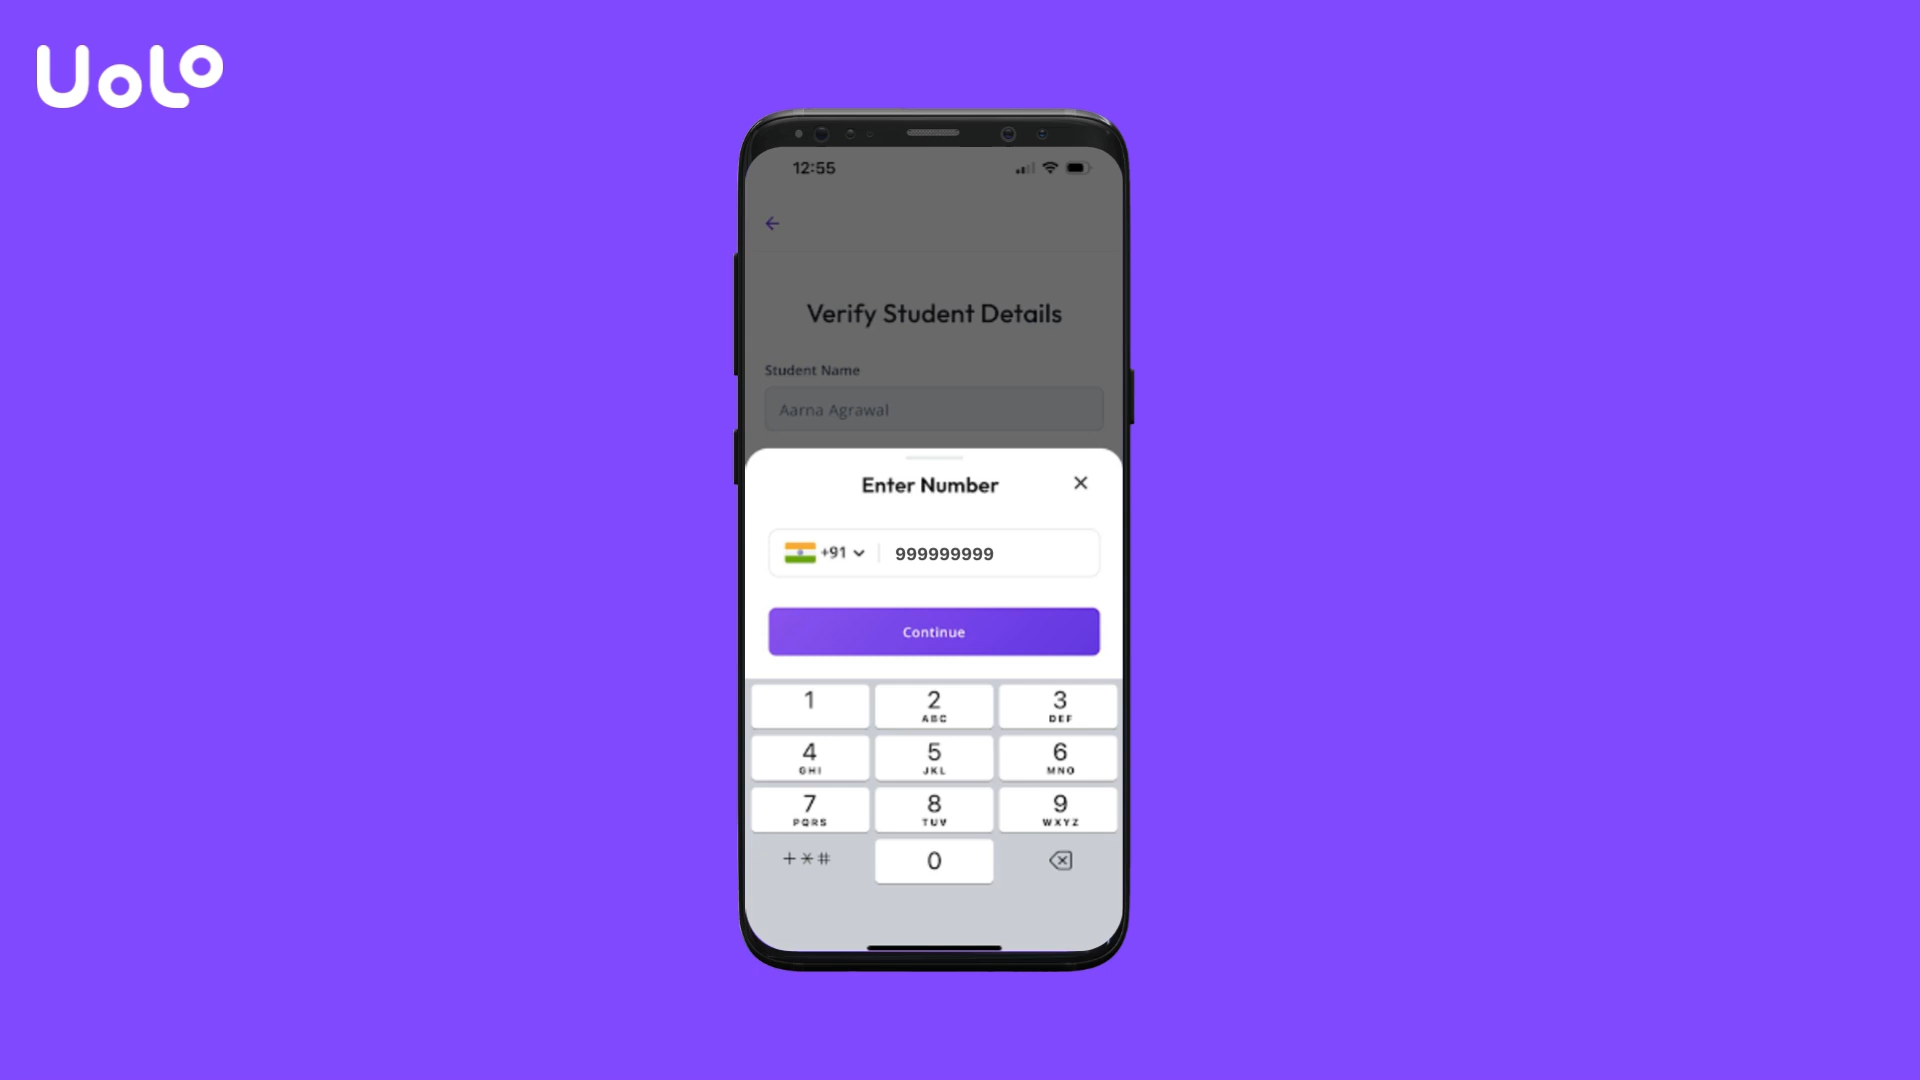 UOLO
12:55
Verify Student Details
Student Name
Aarna Agrawal
Enter Number
+91 999999999
Continue
1 2 3
ABC DEF
4 5 6
GHI JKL MNO
7 8 9
PQRS TUV WXYZ
+*# 0